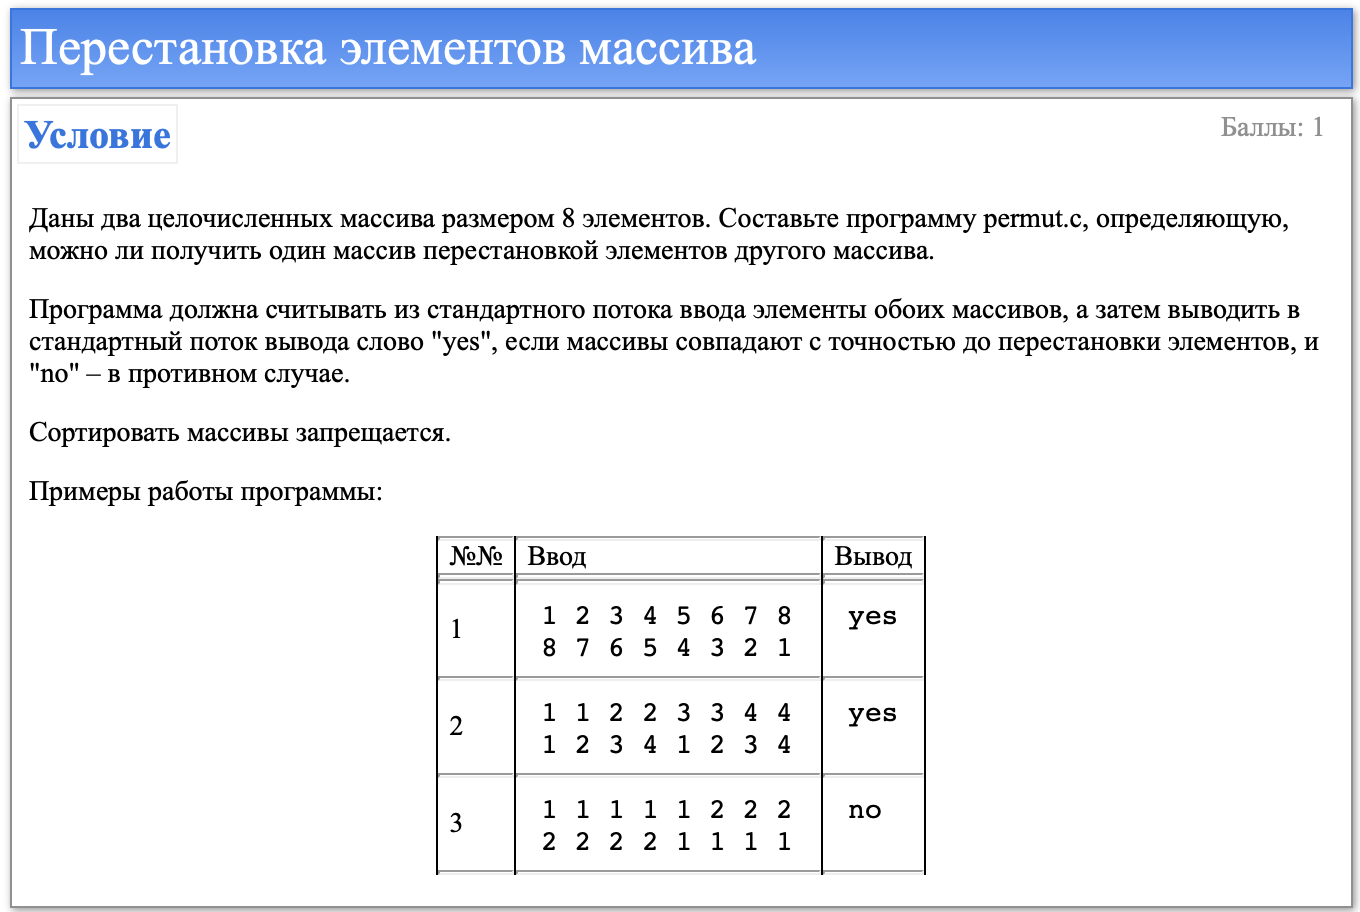 Перестановка элементов массива
Условие
Баллы: 1
Даны два целочисленных массива размером 8 элементов. Составьте программу permut.c, определяющую,
можно ли получить один массив перестановкой элементов другого массива.
Программа должна считывать из стандартного потока ввода элементы обоих массивов, а затем выводить в
стандартный поток вывода слово "yes", если массивы совпадают с точностью до перестановки элементов, и
"no" – в противном случае.
Сортировать массивы запрещается.
Примеры работы программы:
№№ Ввод Вывод
1
1 2 3 4 5 6 7 8
8 7 6 5 4 3 2 1
yes
2
1 1 2 2 3 3 4 4
1 2 3 4 1 2 3 4
yes
3
1 1 1 1 1 2 2 2
2 2 2 2 1 1 1 1
no